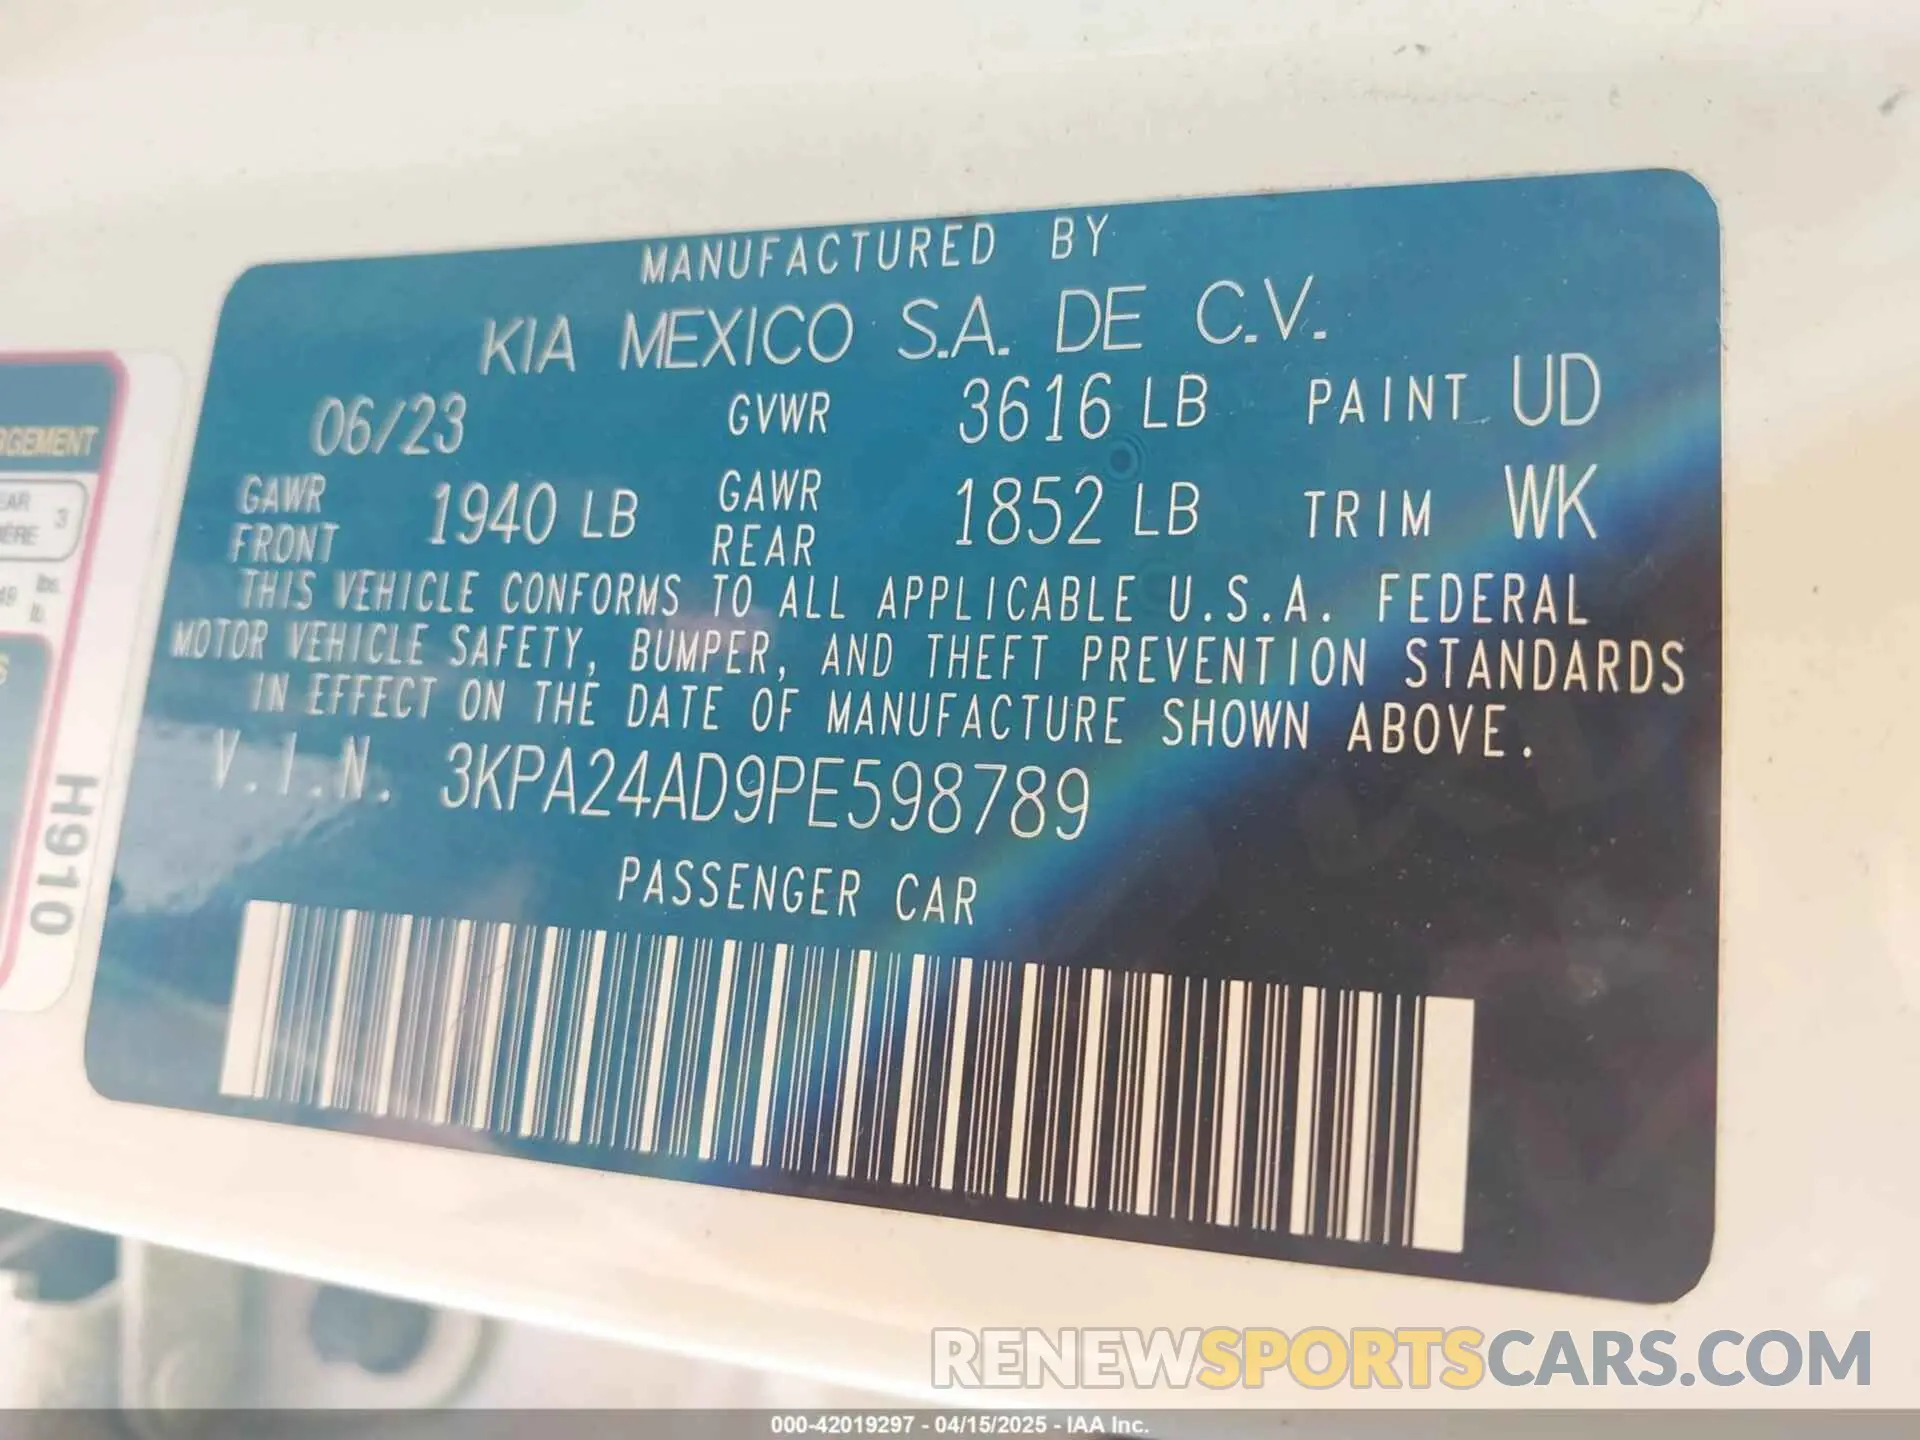 MANUFACTURED BY
KIA MEXICO S.A. DE C.V.
06/23 GVWR 3616 LB PAINT UD
GAWR FRONT 1940 LB GAWR REAR 1852 LB TRIM WK
THIS VEHICLE CONFORMS TO ALL APPLICABLE U.S.A. FEDERAL
MOTOR VEHICLE SAFETY, BUMPER, AND THEFT PREVENTION STANDARDS
IN EFFECT ON THE DATE OF MANUFACTURE SHOWN ABOVE.
V.I.N. 3KPA24AD9PE598789
PASSENGER CAR
3
lbs.
lb.
H910
RENEWSPORTSCARS.COM
000-42019297 - 04/15/2025 - IAA Inc.